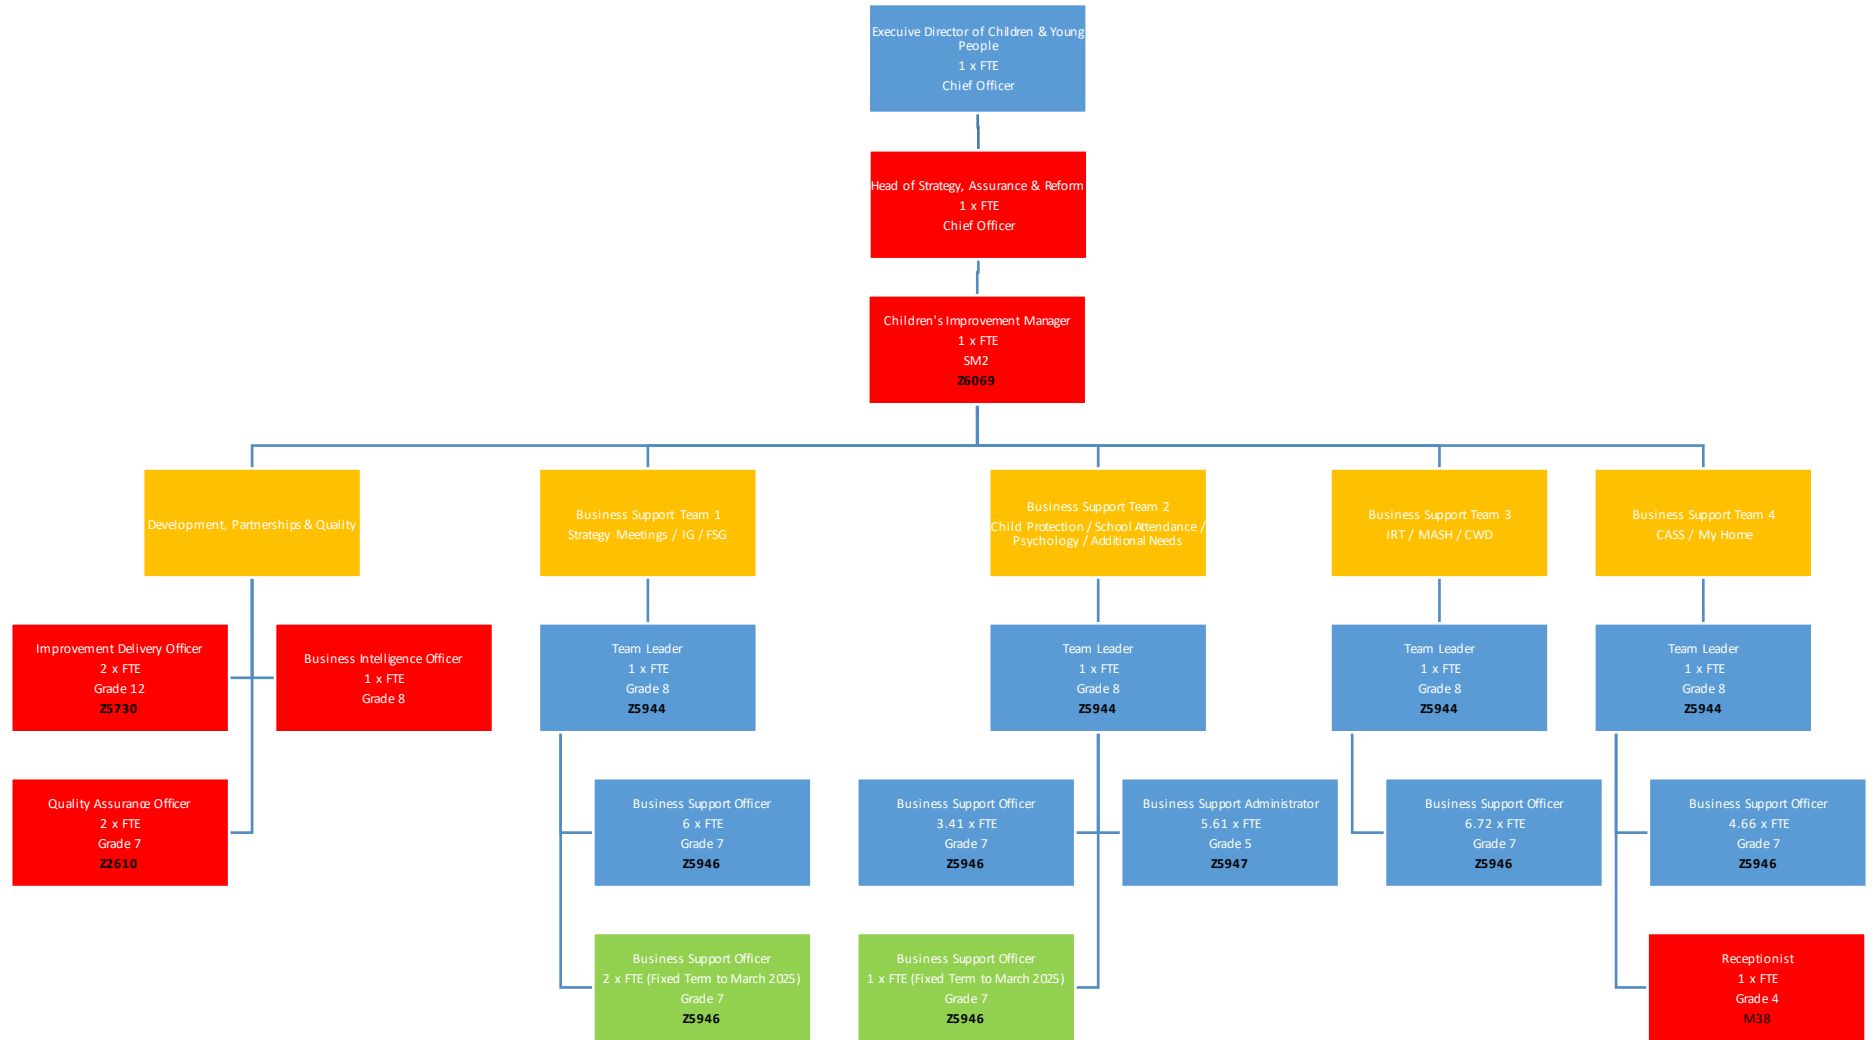 Execuive Director of Children & Young
People
1 x FTE
Chief Officer
Head of Strategy, Assurance & Reform
1 x FTE
Chief Officer
Children's Improvement Manager
1 x FTE
SM2
Z6069
Development, Partnerships & Quality
Business Support Team 1
Strategy Meetings / IG / FSG
Business Support Team 2
Child Protection / School Attendance /
Psychology / Additional Needs
Business Support Team 3
IRT / MASH / CWD
Business Support Team 4
CASS / My Home
Improvement Delivery Officer
2 x FTE
Grade 12
Z5730
Business Intelligence Officer
1 x FTE
Grade 8
Team Leader
1 x FTE
Grade 8
Z5944
Team Leader
1 x FTE
Grade 8
Z5944
Team Leader
1 x FTE
Grade 8
Z5944
Team Leader
1 x FTE
Grade 8
Z5944
Quality Assurance Officer
2 x FTE
Grade 7
Z2610
Business Support Officer
6 x FTE
Grade 7
Z5946
Business Support Officer
3.41 x FTE
Grade 7
Z5946
Business Support Administrator
5.61 x FTE
Grade 5
Z5947
Business Support Officer
6.72 x FTE
Grade 7
Z5946
Business Support Officer
4.66 x FTE
Grade 7
Z5946
Business Support Officer
2 x FTE (Fixed Term to March 2025)
Grade 7
Z5946
Business Support Officer
1 x FTE (Fixed Term to March 2025)
Grade 7
Z5946
Receptionist
1 x FTE
Grade 4
M38